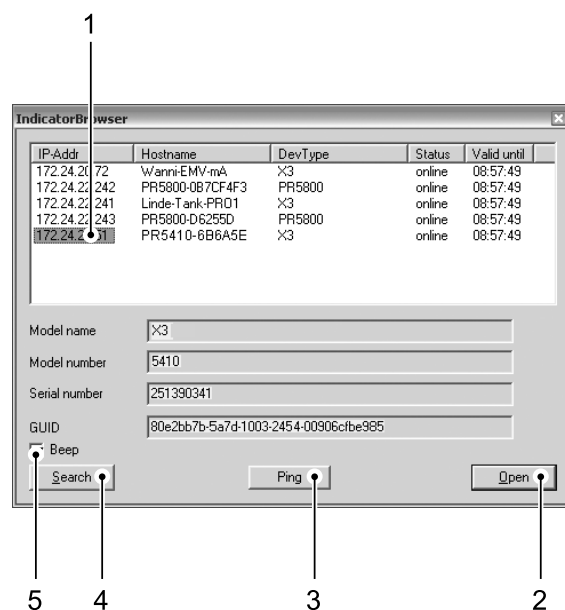 1
IndicatorBrowser
IP-Addr Hostname DevType Status Valid until
172.24.20.72 Wanni-EMV-mA X3 online 08:57:49
172.24.22.242 PR5800-0B7CF4F3 PR5800 online 08:57:49
172.24.22.241 Linde-Tank-PRO1 X3 online 08:57:49
172.24.22.243 PR5800-D6255D PR5800 online 08:57:49
PR5410-6B6A5E X3 online 08:57:49
Model name X3
Model number 5410
Serial number 251390341
GUID 80e2bb7b-5a7d-1003-2454-00906cfbe985
Beep
Search Ping Open
5 4 3 2